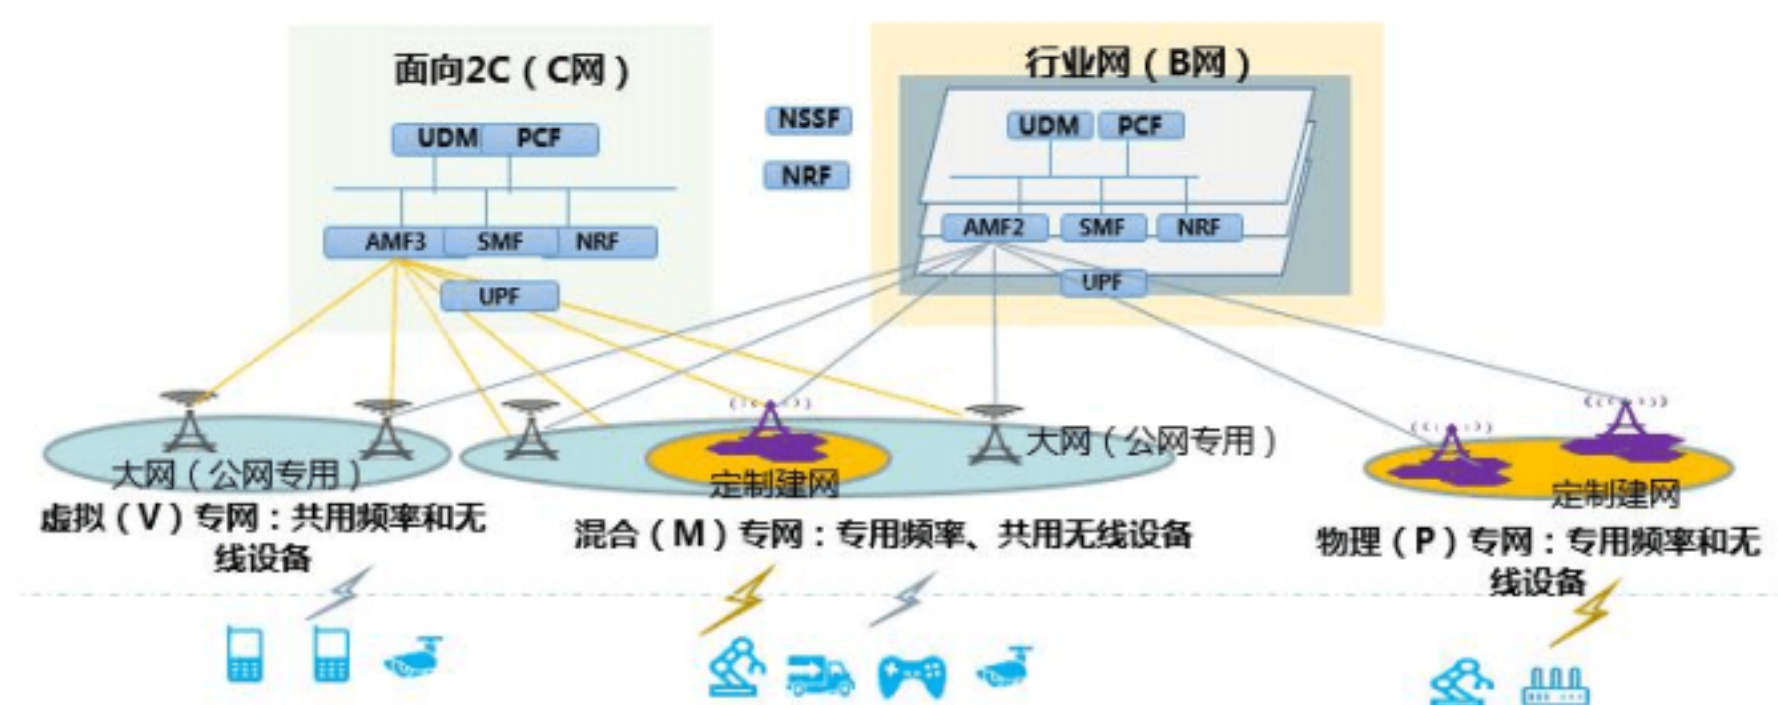 面向2C（C网）
UDM
PCF
AMF3
SMF
NRF
UPF
NSSF
NRF
行业网（B网）
UDM
PCF
AMF2
SMF
NRF
UPF
大网（公网专用）
虚拟（V）专网：共用频率和无
线设备
定制建网
大网（公网专用）
混合（M）专网：专用频率、共用无线设备
定制建网
物理（P）专网：专用频率和无
线设备